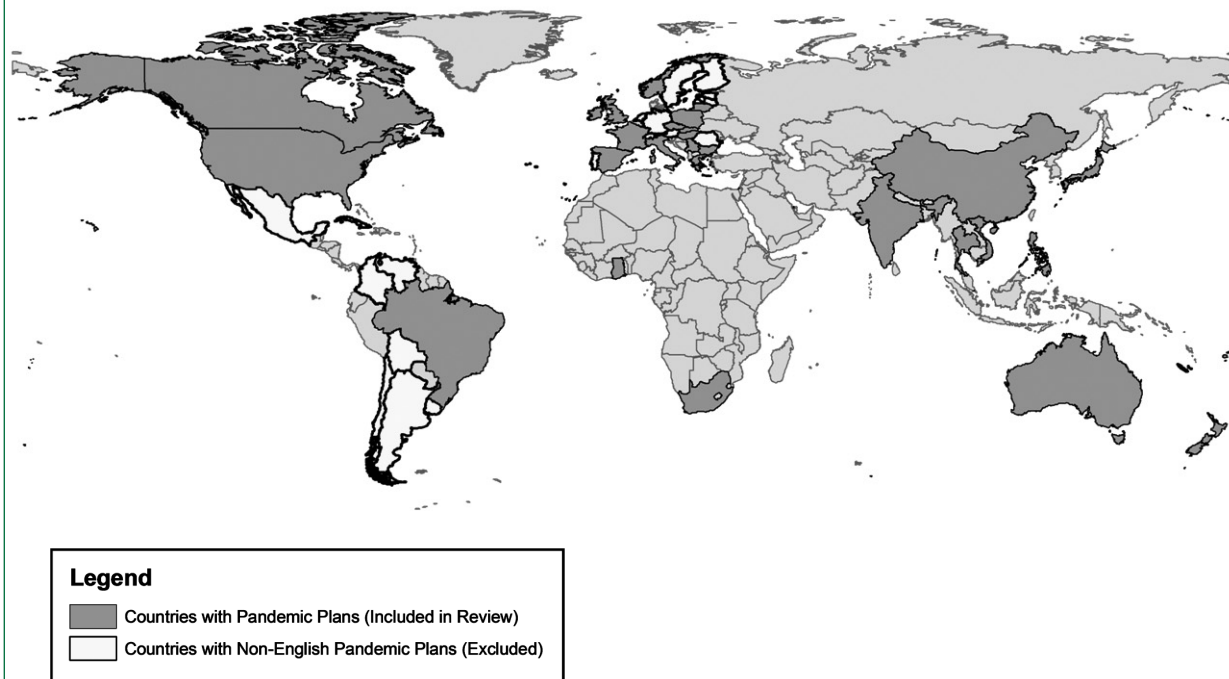 Legend
Countries with Pandemic Plans (Included in Review)
Countries with Non-English Pandemic Plans (Excluded)